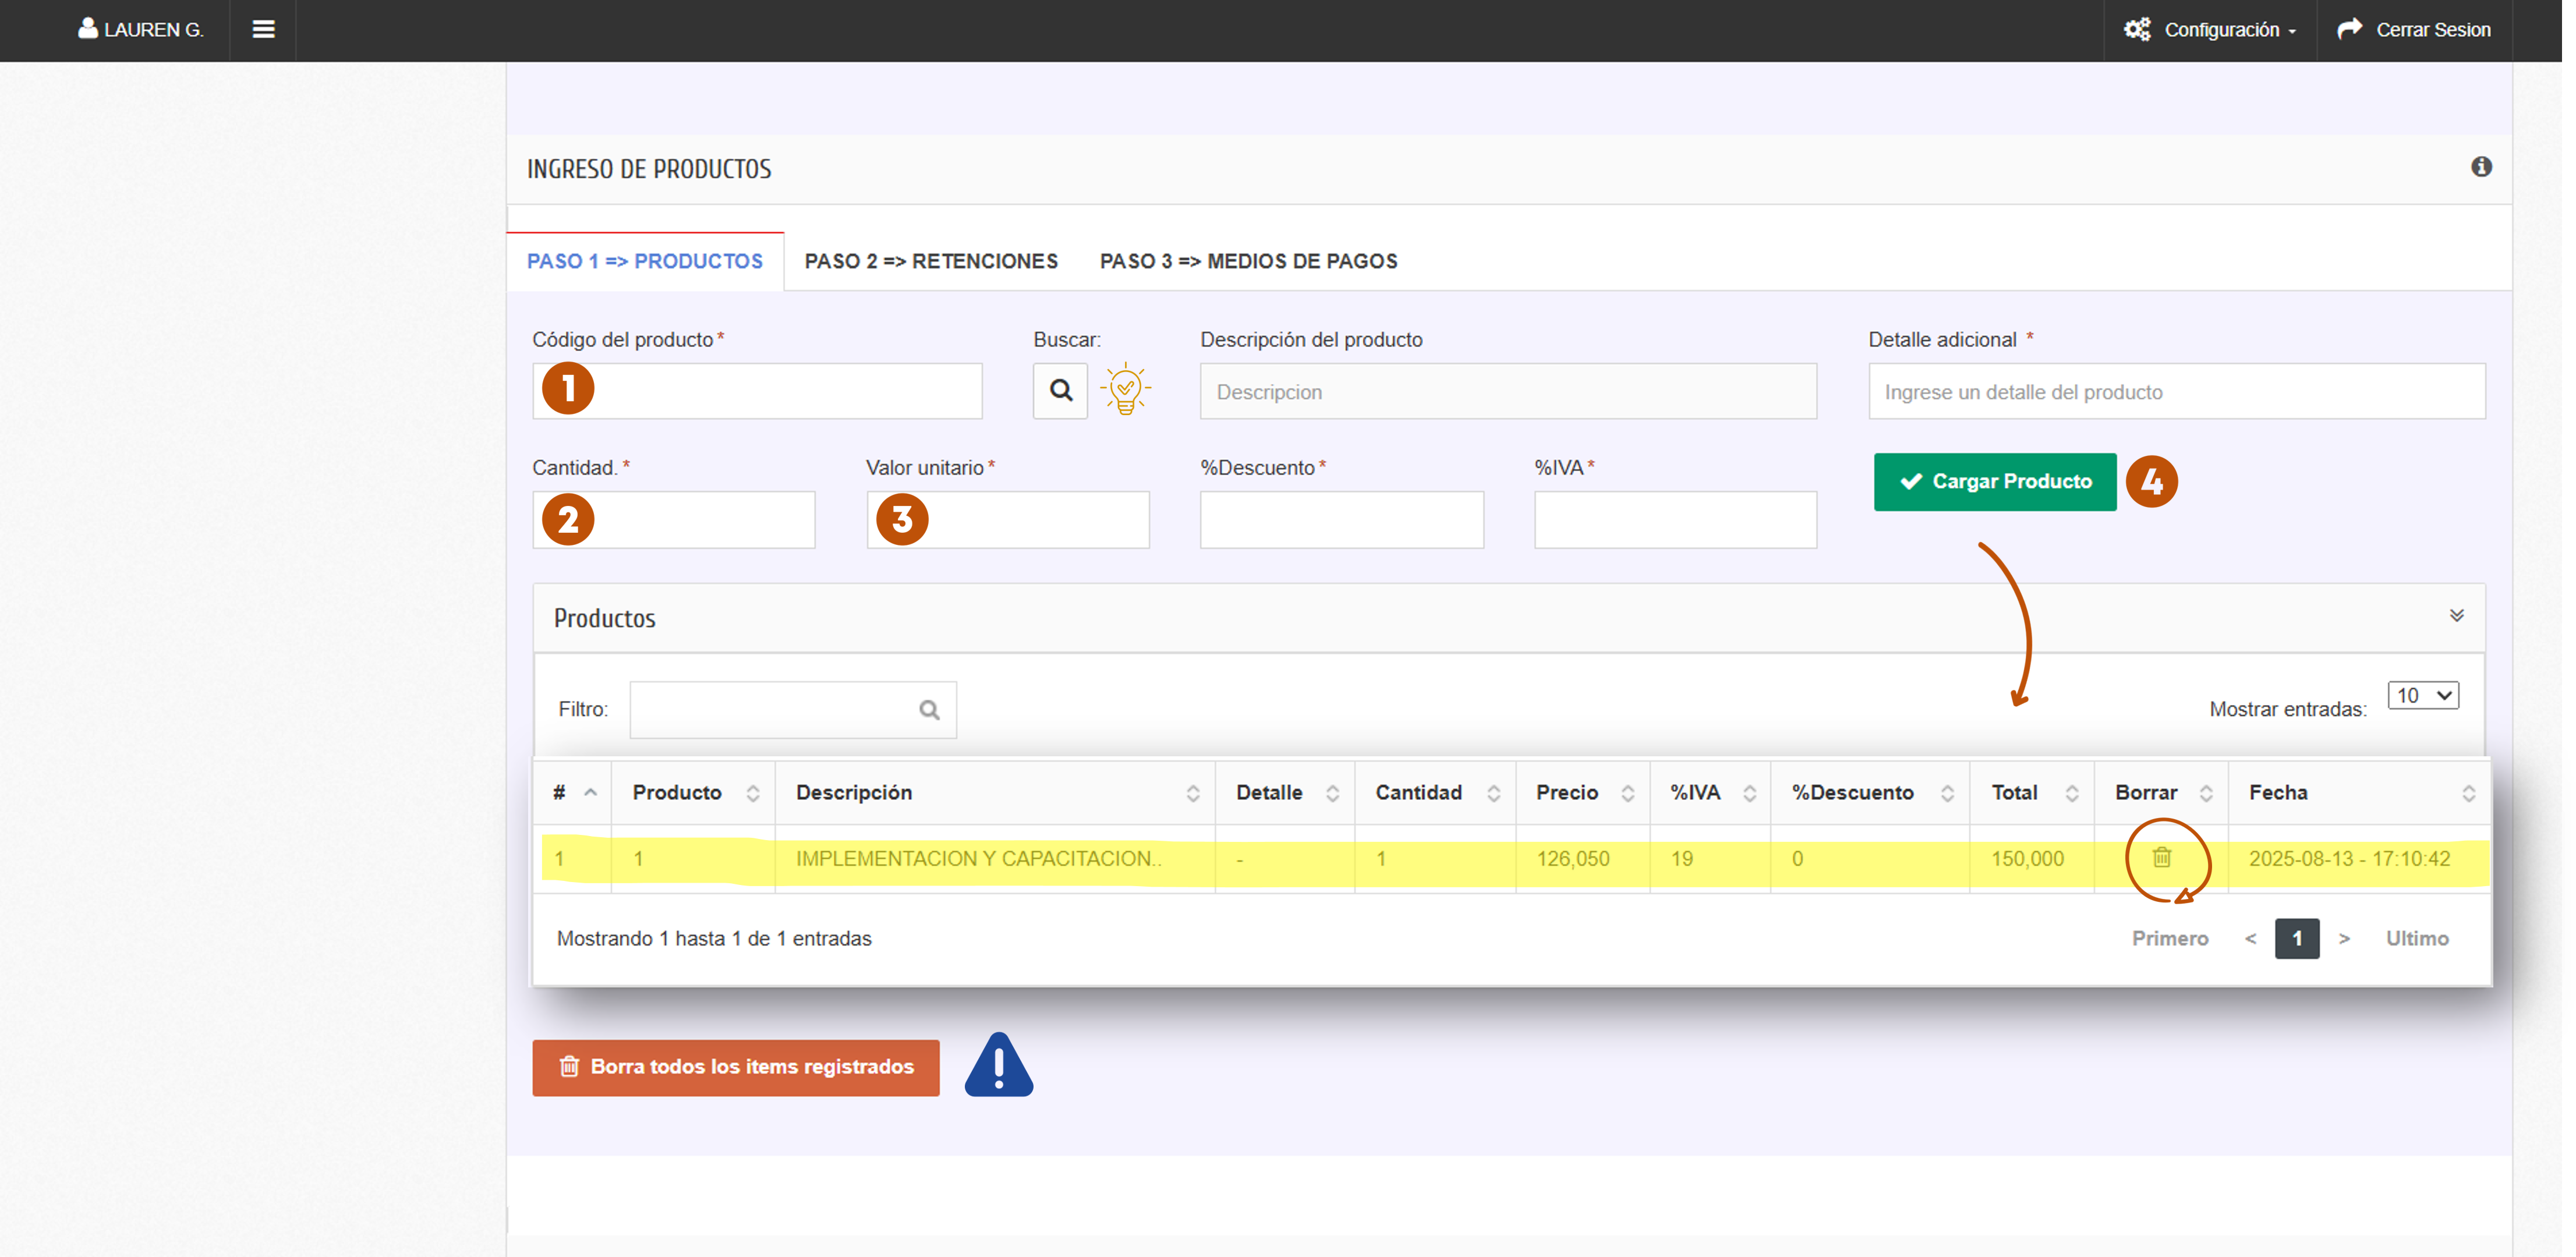 LAUREN G.
Configuración
Cerrar Sesion
INGRESO DE PRODUCTOS
PASO 1 => PRODUCTOS
PASO 2 => RETENCIONES
PASO 3 => MEDIOS DE PAGOS
Código del producto*
Buscar:
Descripción del producto
Detalle adicional *
1
Descripcion
Ingrese un detalle del producto
Cantidad. *
Valor unitario*
%Descuento*
%IVA*
Cargar Producto
4
2
3
Productos
Filtro:
Mostrar entradas:
10
# Producto Descripción Detalle Cantidad Precio %IVA %Descuento Total Borrar Fecha
1 1 IMPLEMENTACION Y CAPACITACION.. - 1 126,050 19 0 150,000 2025-08-13 - 17:10:42
Mostrando 1 hasta 1 de 1 entradas
Primero < 1 > Ultimo
Borra todos los items registrados